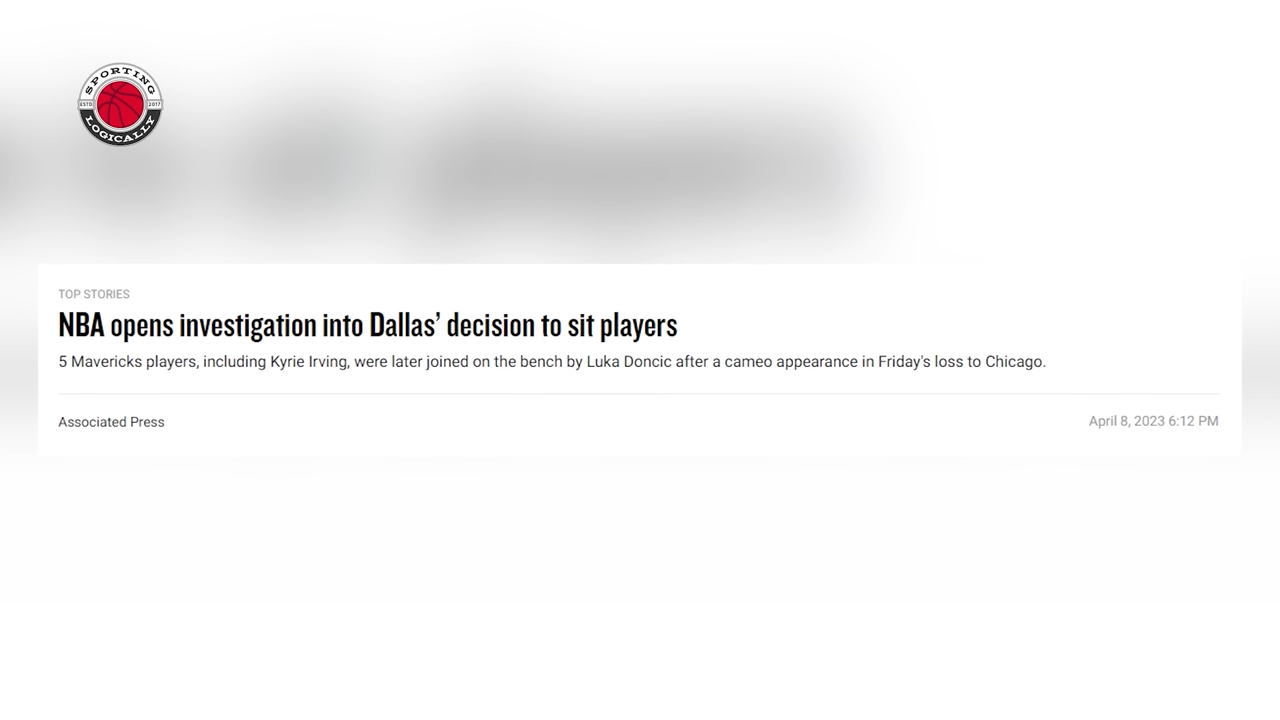 SPORTING
ESTD 2017
LOGICALLY
TOP STORIES
NBA opens investigation into Dallas’ decision to sit players
5 Mavericks players, including Kyrie Irving, were later joined on the bench by Luka Doncic after a cameo appearance in Friday's loss to Chicago.
Associated Press
April 8, 2023 6:12 PM